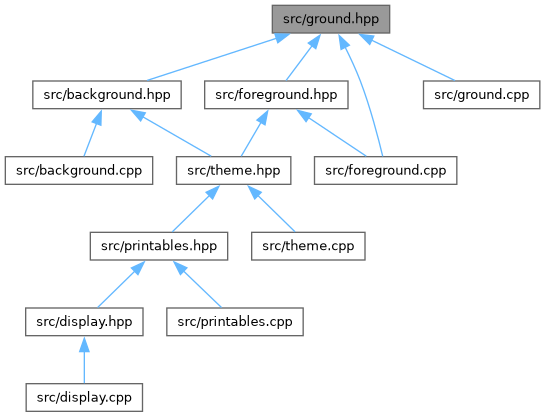 src/ground.hpp
src/background.hpp
src/foreground.hpp
src/ground.cpp
src/background.cpp
src/theme.hpp
src/foreground.cpp
src/printables.hpp
src/theme.cpp
src/display.hpp
src/printables.cpp
src/display.cpp